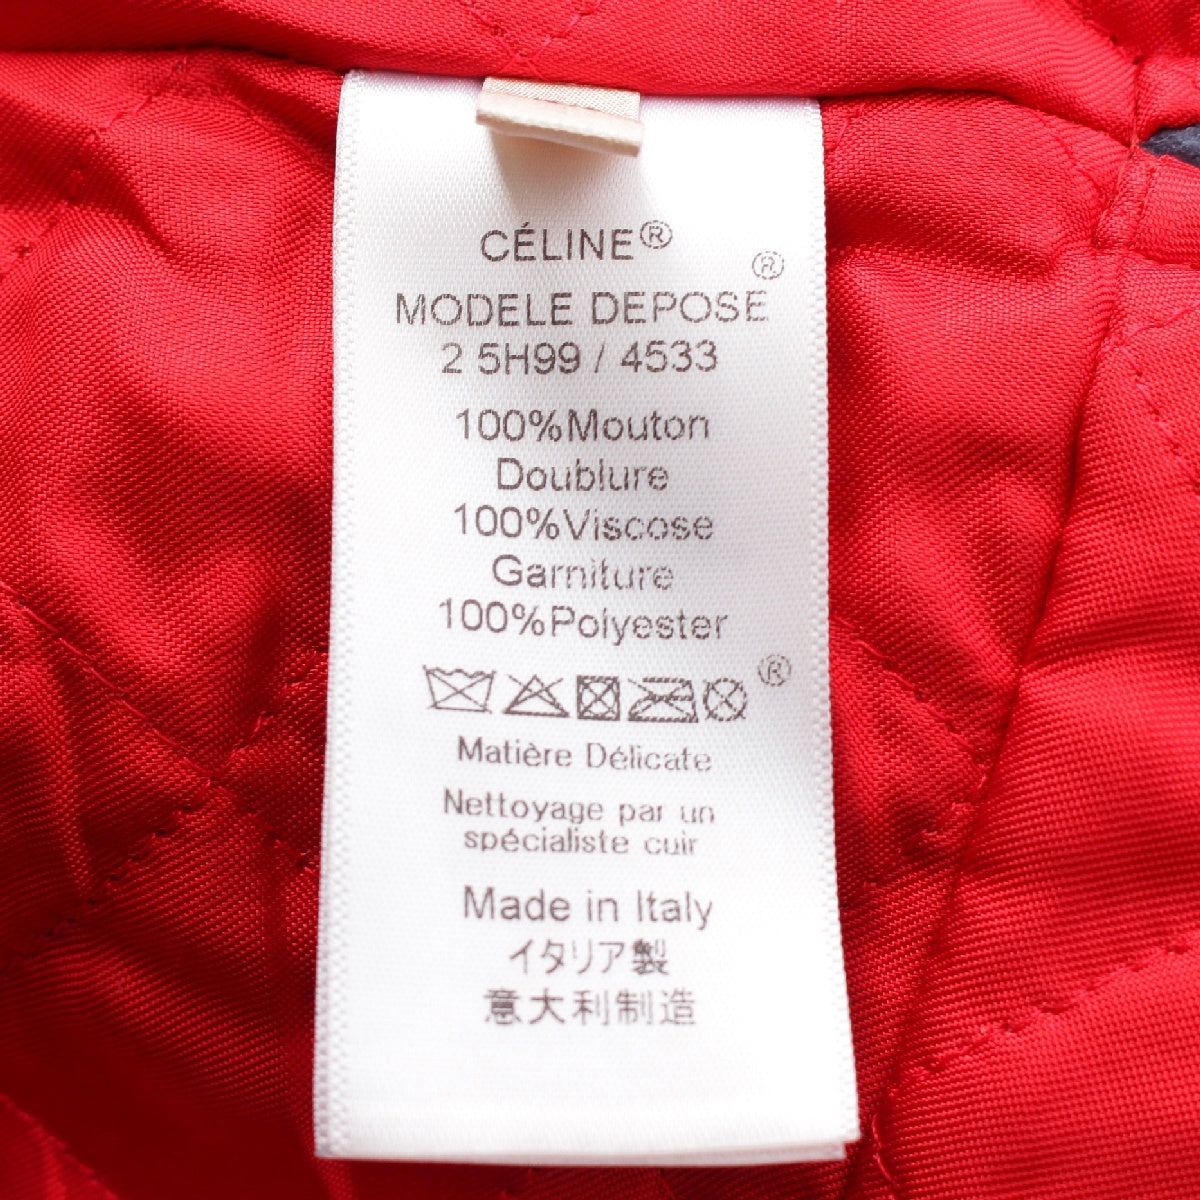 CÉLINE®
MODELE DEPOSE ®
2 5H99 / 4533
100%Mouton
Doublure
100%Viscose
Garniture
100%Polyester
®
Matière Délicate
Nettoyage par un
spécialiste cuir
Made in Italy
イタリア製
意大利制造